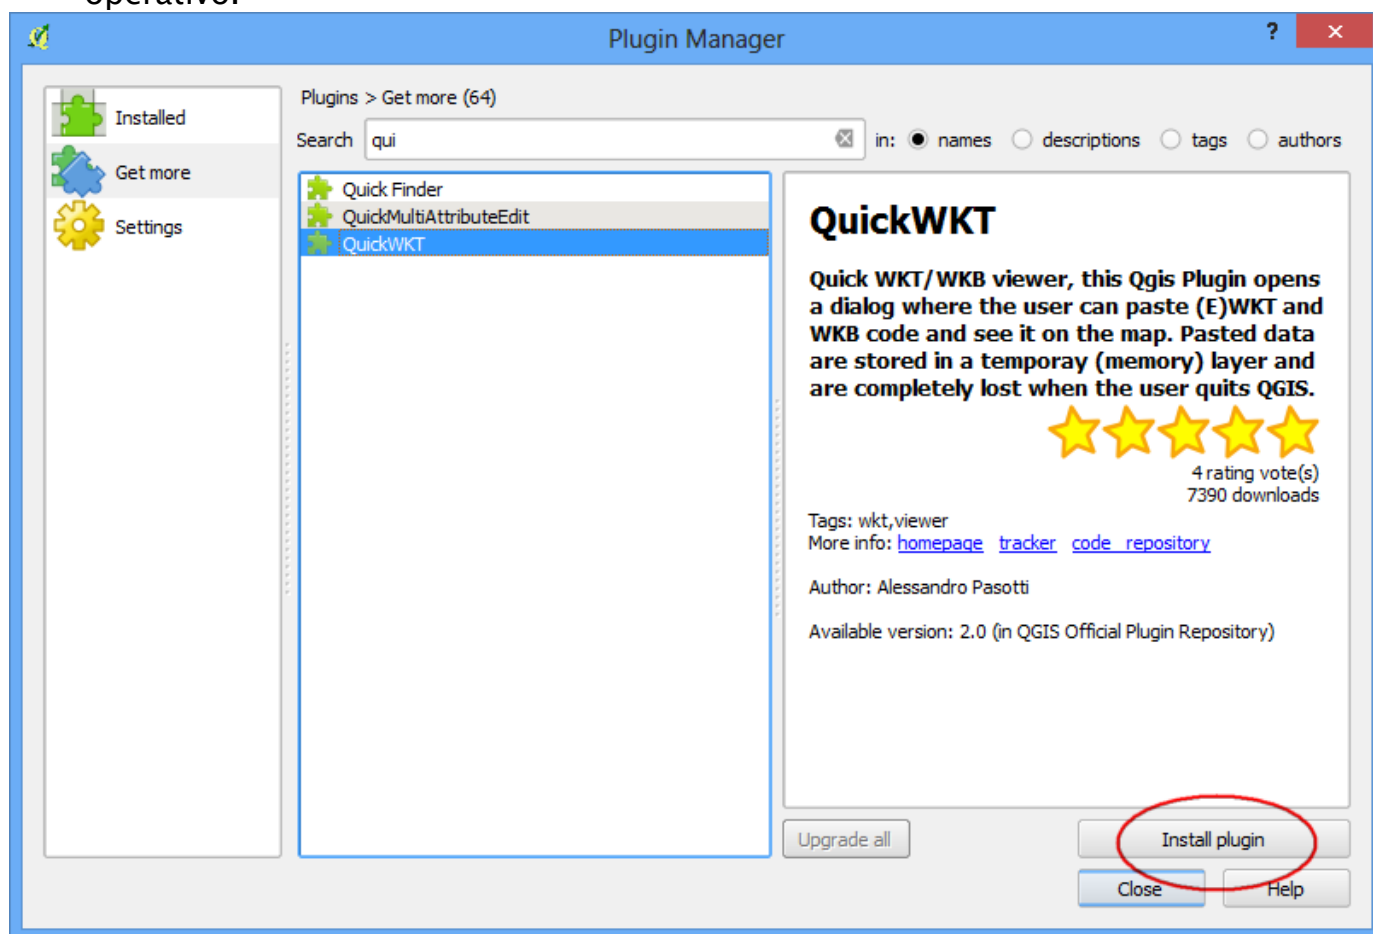 operativo.
Plugin Manager
?
Installed
Get more
Settings
Plugins > Get more (64)
Search qui in: names descriptions tags authors
Quick Finder
QuickMultiAttributeEdit
QuickWKT
QuickWKT
Quick WKT/WKB viewer, this Qgis Plugin opens
a dialog where the user can paste (E)WKT and
WKB code and see it on the map. Pasted data
are stored in a temporay (memory) layer and
are completely lost when the user quits QGIS.
4 rating vote(s)
7390 downloads
Tags: wkt,viewer
More info: homepage tracker code_repository
Author: Alessandro Pasotti
Available version: 2.0 (in QGIS Official Plugin Repository)
Upgrade all
Install plugin
Close
Help